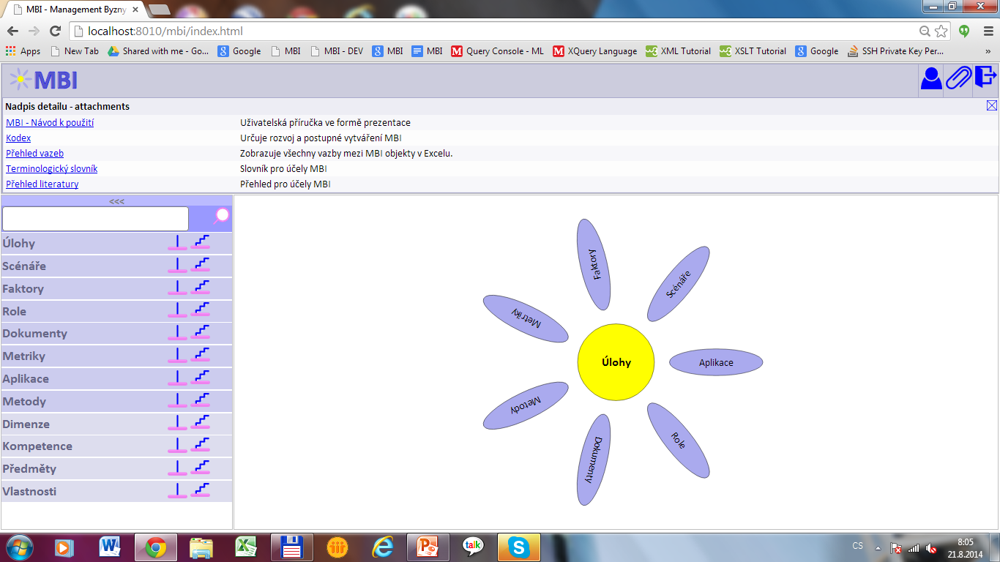 MBI - Management Byzny
localhost:8010/mbi/index.html
Apps New Tab Shared with me - Go... Google MBI MBI - DEV MBI MBI Query Console - ML XQuery Language XML Tutorial XSLT Tutorial Google SSH Private Key Per... »
MBI
Nadpis detailu - attachments
MBI - Návod k použití Uživatelská příručka ve formě prezentace
Kodex Určuje rozvoj a postupné vytváření MBI
Přehled vazeb Zobrazuje všechny vazby mezi MBI objekty v Excelu.
Terminologický slovník Slovník pro účely MBI
Přehled literatury Přehled pro účely MBI
<<<
Úlohy
Scénáře
Faktory
Role
Dokumenty
Metriky
Aplikace
Metody
Dimenze
Kompetence
Předměty
Vlastnosti
Faktory
Scénáře
Metriky
Úlohy
Aplikace
Metody
Role
Dokumenty
talk
CS
8:05
21.8.2014